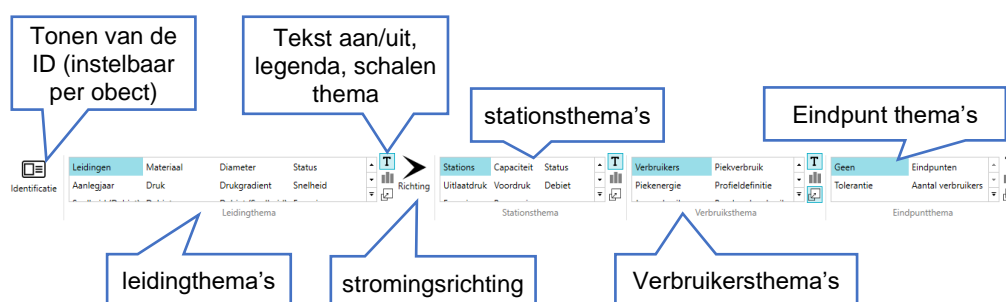 Tonen van de
ID (instelbaar
per obect)
Tekst aan/uit,
legenda, schalen
thema
stationsthema's
Eindpunt thema's
Identificatie
Leidingen Materiaal Diameter Status
Aanlegjaar Druk Drukgradient Snelheid
Leidingthema
T
Richting
Stations Capaciteit Status
Uitlaatdruk Voordruk Debiet
Stationsthema
T
Verbruikers Piekverbruik
Piekenergie Profieldefinitie
Verbruiksthema
T
Geen Eindpunten
Tolerantie Aantal verbruikers
Eindpuntthema
leidingthema's
stromingsrichting
Verbruikersthema's